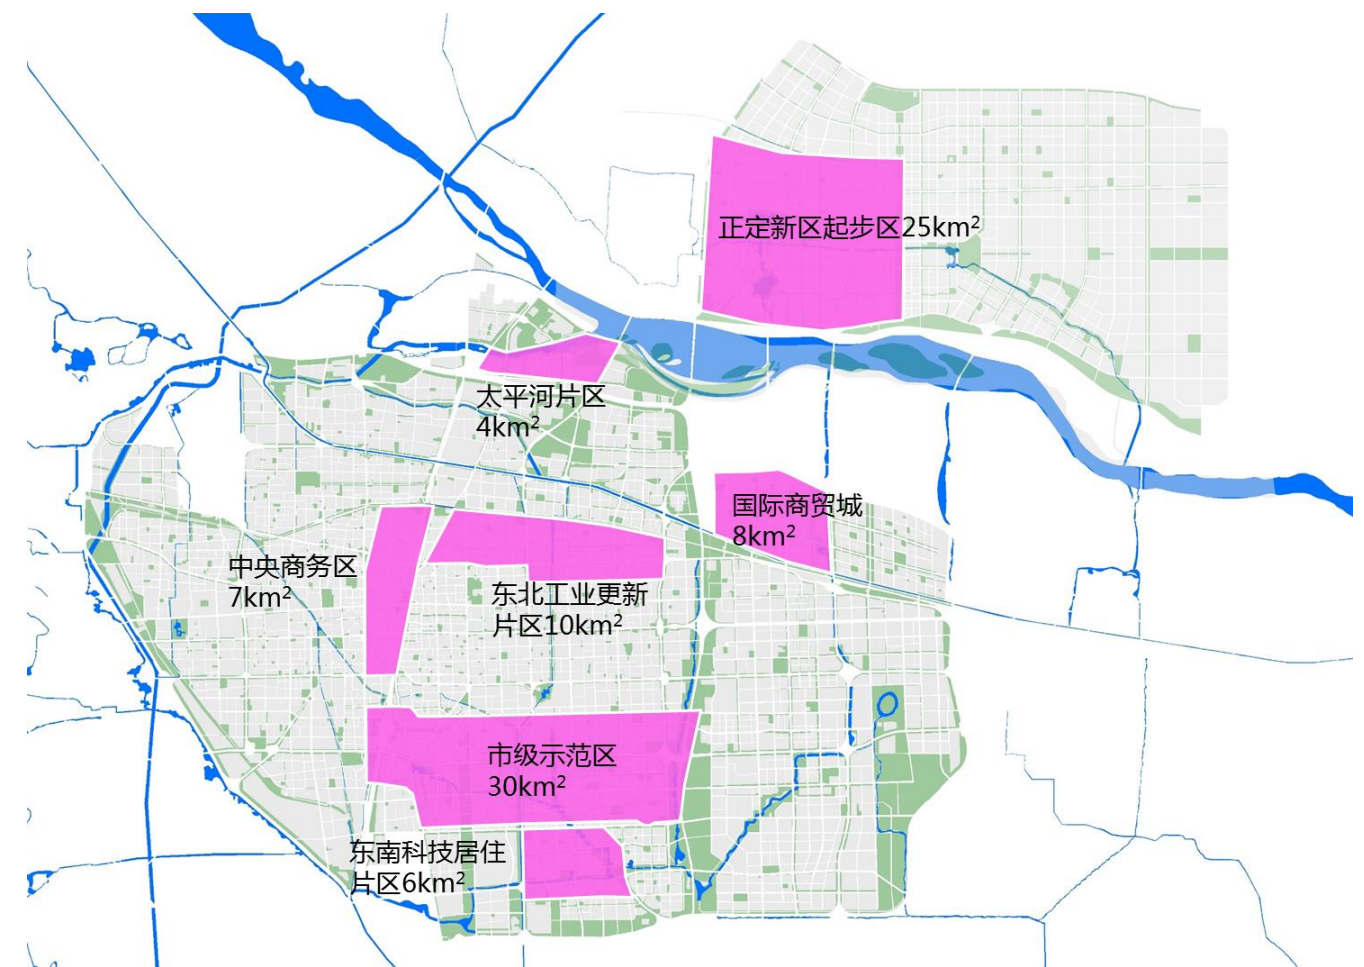 正定新区起步区25km²
太平河片区
4km²
国际商贸城
8km²
中央商务区
7km²
东北工业更新
片区10km²
市级示范区
30km²
东南科技居住
片区6km²